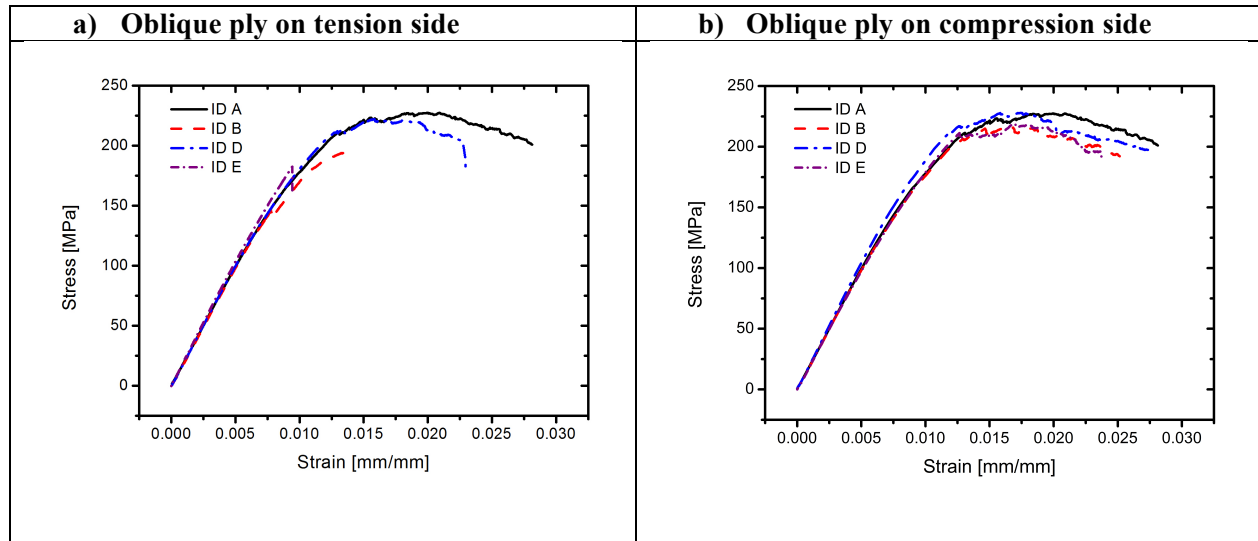 a) Oblique ply on tension side
250
200
150
100
50
0
Stress [MPa]
ID A
ID B
ID D
ID E
0.000 0.005 0.010 0.015 0.020 0.025 0.030
Strain [mm/mm]
b) Oblique ply on compression side
250
200
150
100
50
0
Stress [MPa]
ID A
ID B
ID D
ID E
0.000 0.005 0.010 0.015 0.020 0.025 0.030
Strain [mm/mm]